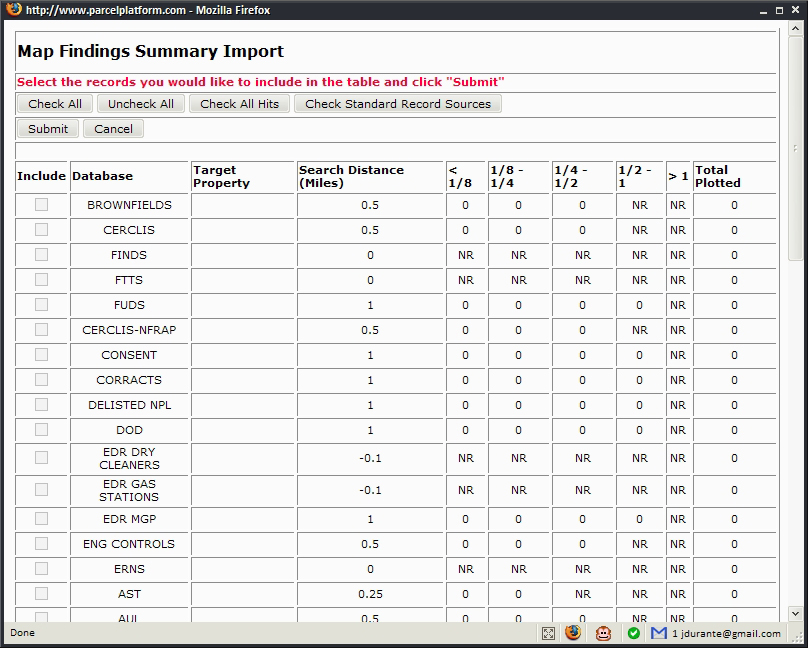 http://www.parcelplatform.com - Mozilla Firefox
Map Findings Summary Import
Select the records you would like to include in the table and click "Submit"
Check All Uncheck All Check All Hits Check Standard Record Sources
Submit Cancel
Include Database Target Property Search Distance (Miles) < 1/8 1/8 - 1/4 1/4 - 1/2 1/2 - 1 > 1 Total Plotted
BROWNFIELDS 0.5 0 0 0 NR NR 0
CERCLIS 0.5 0 0 0 NR NR 0
FINDS 0 NR NR NR NR NR 0
FTTS 0 NR NR NR NR NR 0
FUDS 1 0 0 0 0 NR 0
CERCLIS-NFRAP 0.5 0 0 0 NR NR 0
CONSENT 1 0 0 0 0 NR 0
CORRACTS 1 0 0 0 0 NR 0
DELISTED NPL 1 0 0 0 0 NR 0
DOD 1 0 0 0 0 NR 0
EDR DRY CLEANERS -0.1 NR NR NR NR NR 0
EDR GAS STATIONS -0.1 NR NR NR NR NR 0
EDR MGP 1 0 0 0 0 NR 0
ENG CONTROLS 0.5 0 0 0 NR NR 0
ERNS 0 NR NR NR NR NR 0
AST 0.25 0 0 NR NR NR 0
AUL 0.5 0 0 0 NR NR 0
Done 1 jdurante@gmail.com